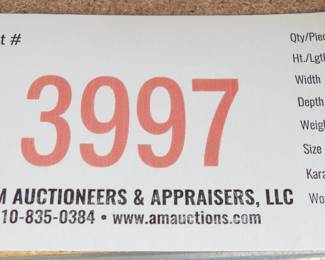 t #
3997
M AUCTIONEERS & APPRAISERS, LLC
10-835-0384 • www.amauctions.com
Qty/Piec
Ht./Lgt
Width
Depth
Weigh
Size
Kara
Wo